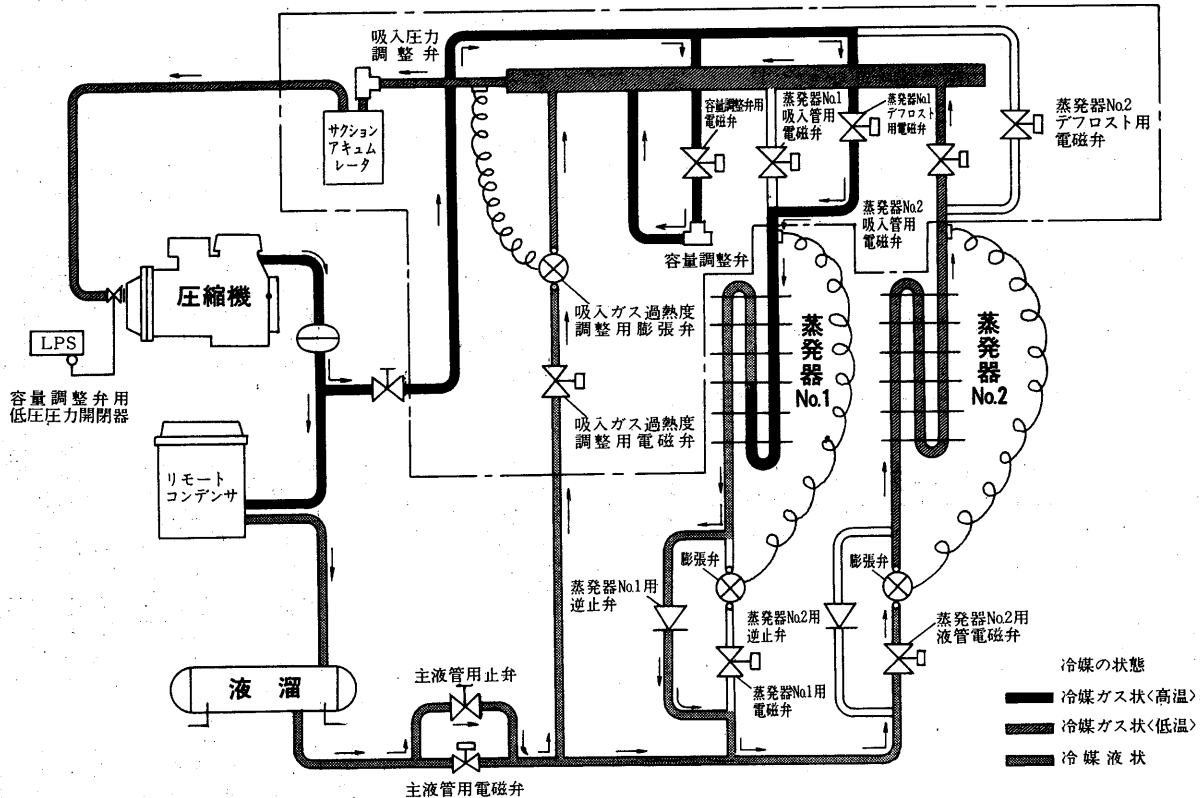 吸入圧力
調整弁
サクション
アキュム
レータ
容量調整弁用
電磁弁
蒸発器No.1
吸入管用
電磁弁
蒸発器No.1
デフロスト
用電磁弁
蒸発器No.2
デフロスト用
電磁弁
蒸発器No.2
吸入管用
電磁弁
容量調整弁
圧縮機
LPS
容量調整弁用
低圧圧力開閉器
吸入ガス過熱度
調整用膨張弁
吸入ガス過熱度
調整用電磁弁
蒸発器
No.1
蒸発器
No.2
リモート
コンデンサ
膨張弁
膨張弁
蒸発器No.1用
逆止弁
蒸発器No.2用
逆止弁
蒸発器No.2用
液管電磁弁
蒸発器No.1用
電磁弁
液溜
主液管用止弁
主液管用電磁弁
冷媒の状態
冷媒ガス状〈高温〉
冷媒ガス状〈低温〉
冷媒液状